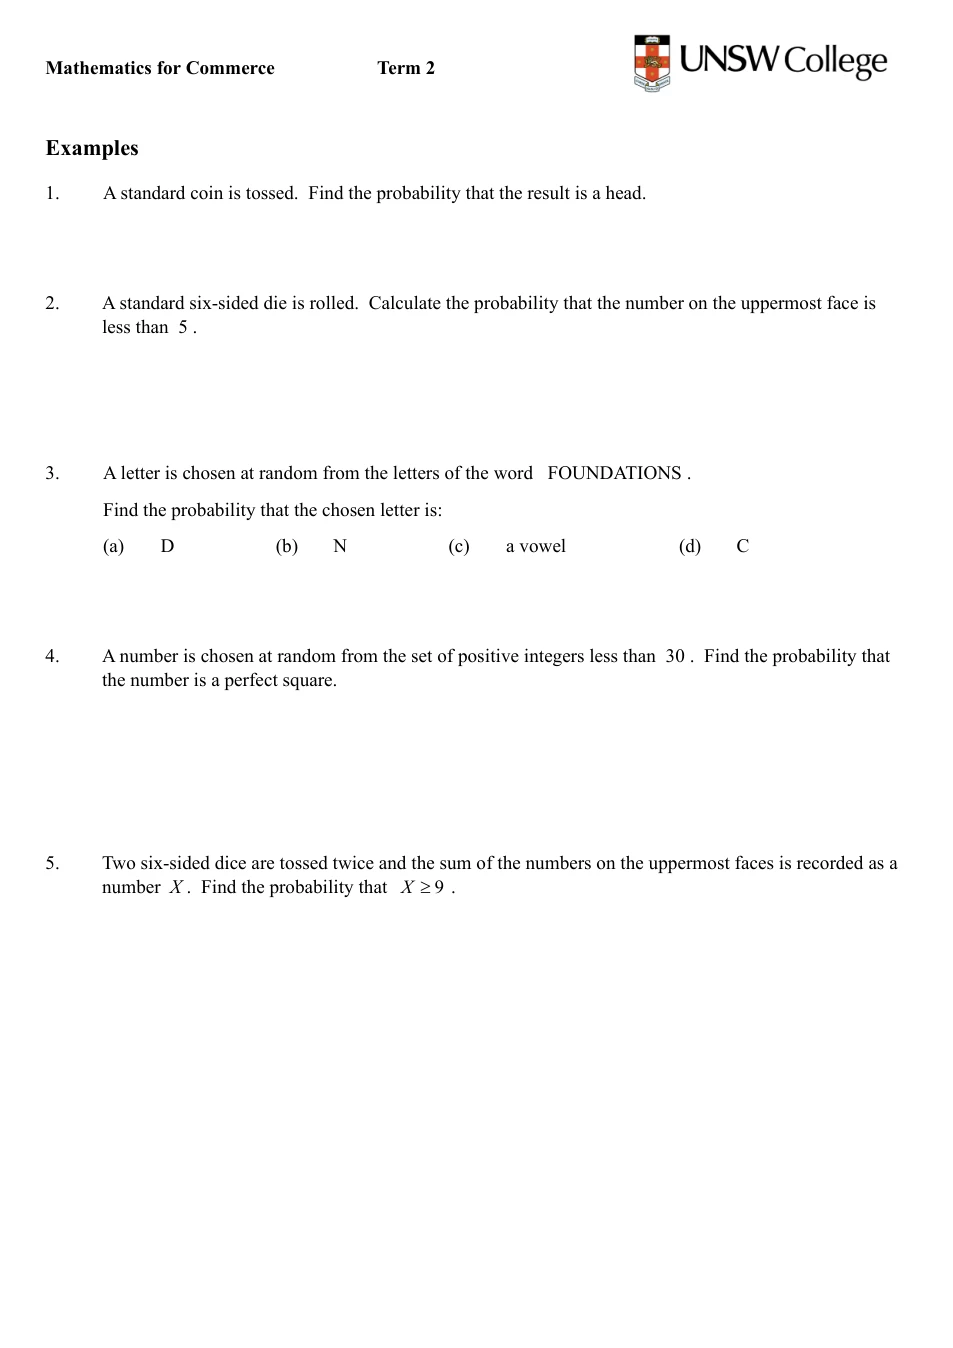 Mathematics for Commerce Term 2
UNSW College
Examples
1. A standard coin is tossed. Find the probability that the result is a head.
2. A standard six-sided die is rolled. Calculate the probability that the number on the uppermost face is
less than 5 .
3. A letter is chosen at random from the letters of the word FOUNDATIONS .
Find the probability that the chosen letter is:
(a) D (b) N (c) a vowel (d) C
4. A number is chosen at random from the set of positive integers less than 30 . Find the probability that
the number is a perfect square.
5. Two six-sided dice are tossed twice and the sum of the numbers on the uppermost faces is recorded as a
number X . Find the probability that X ≥ 9 .